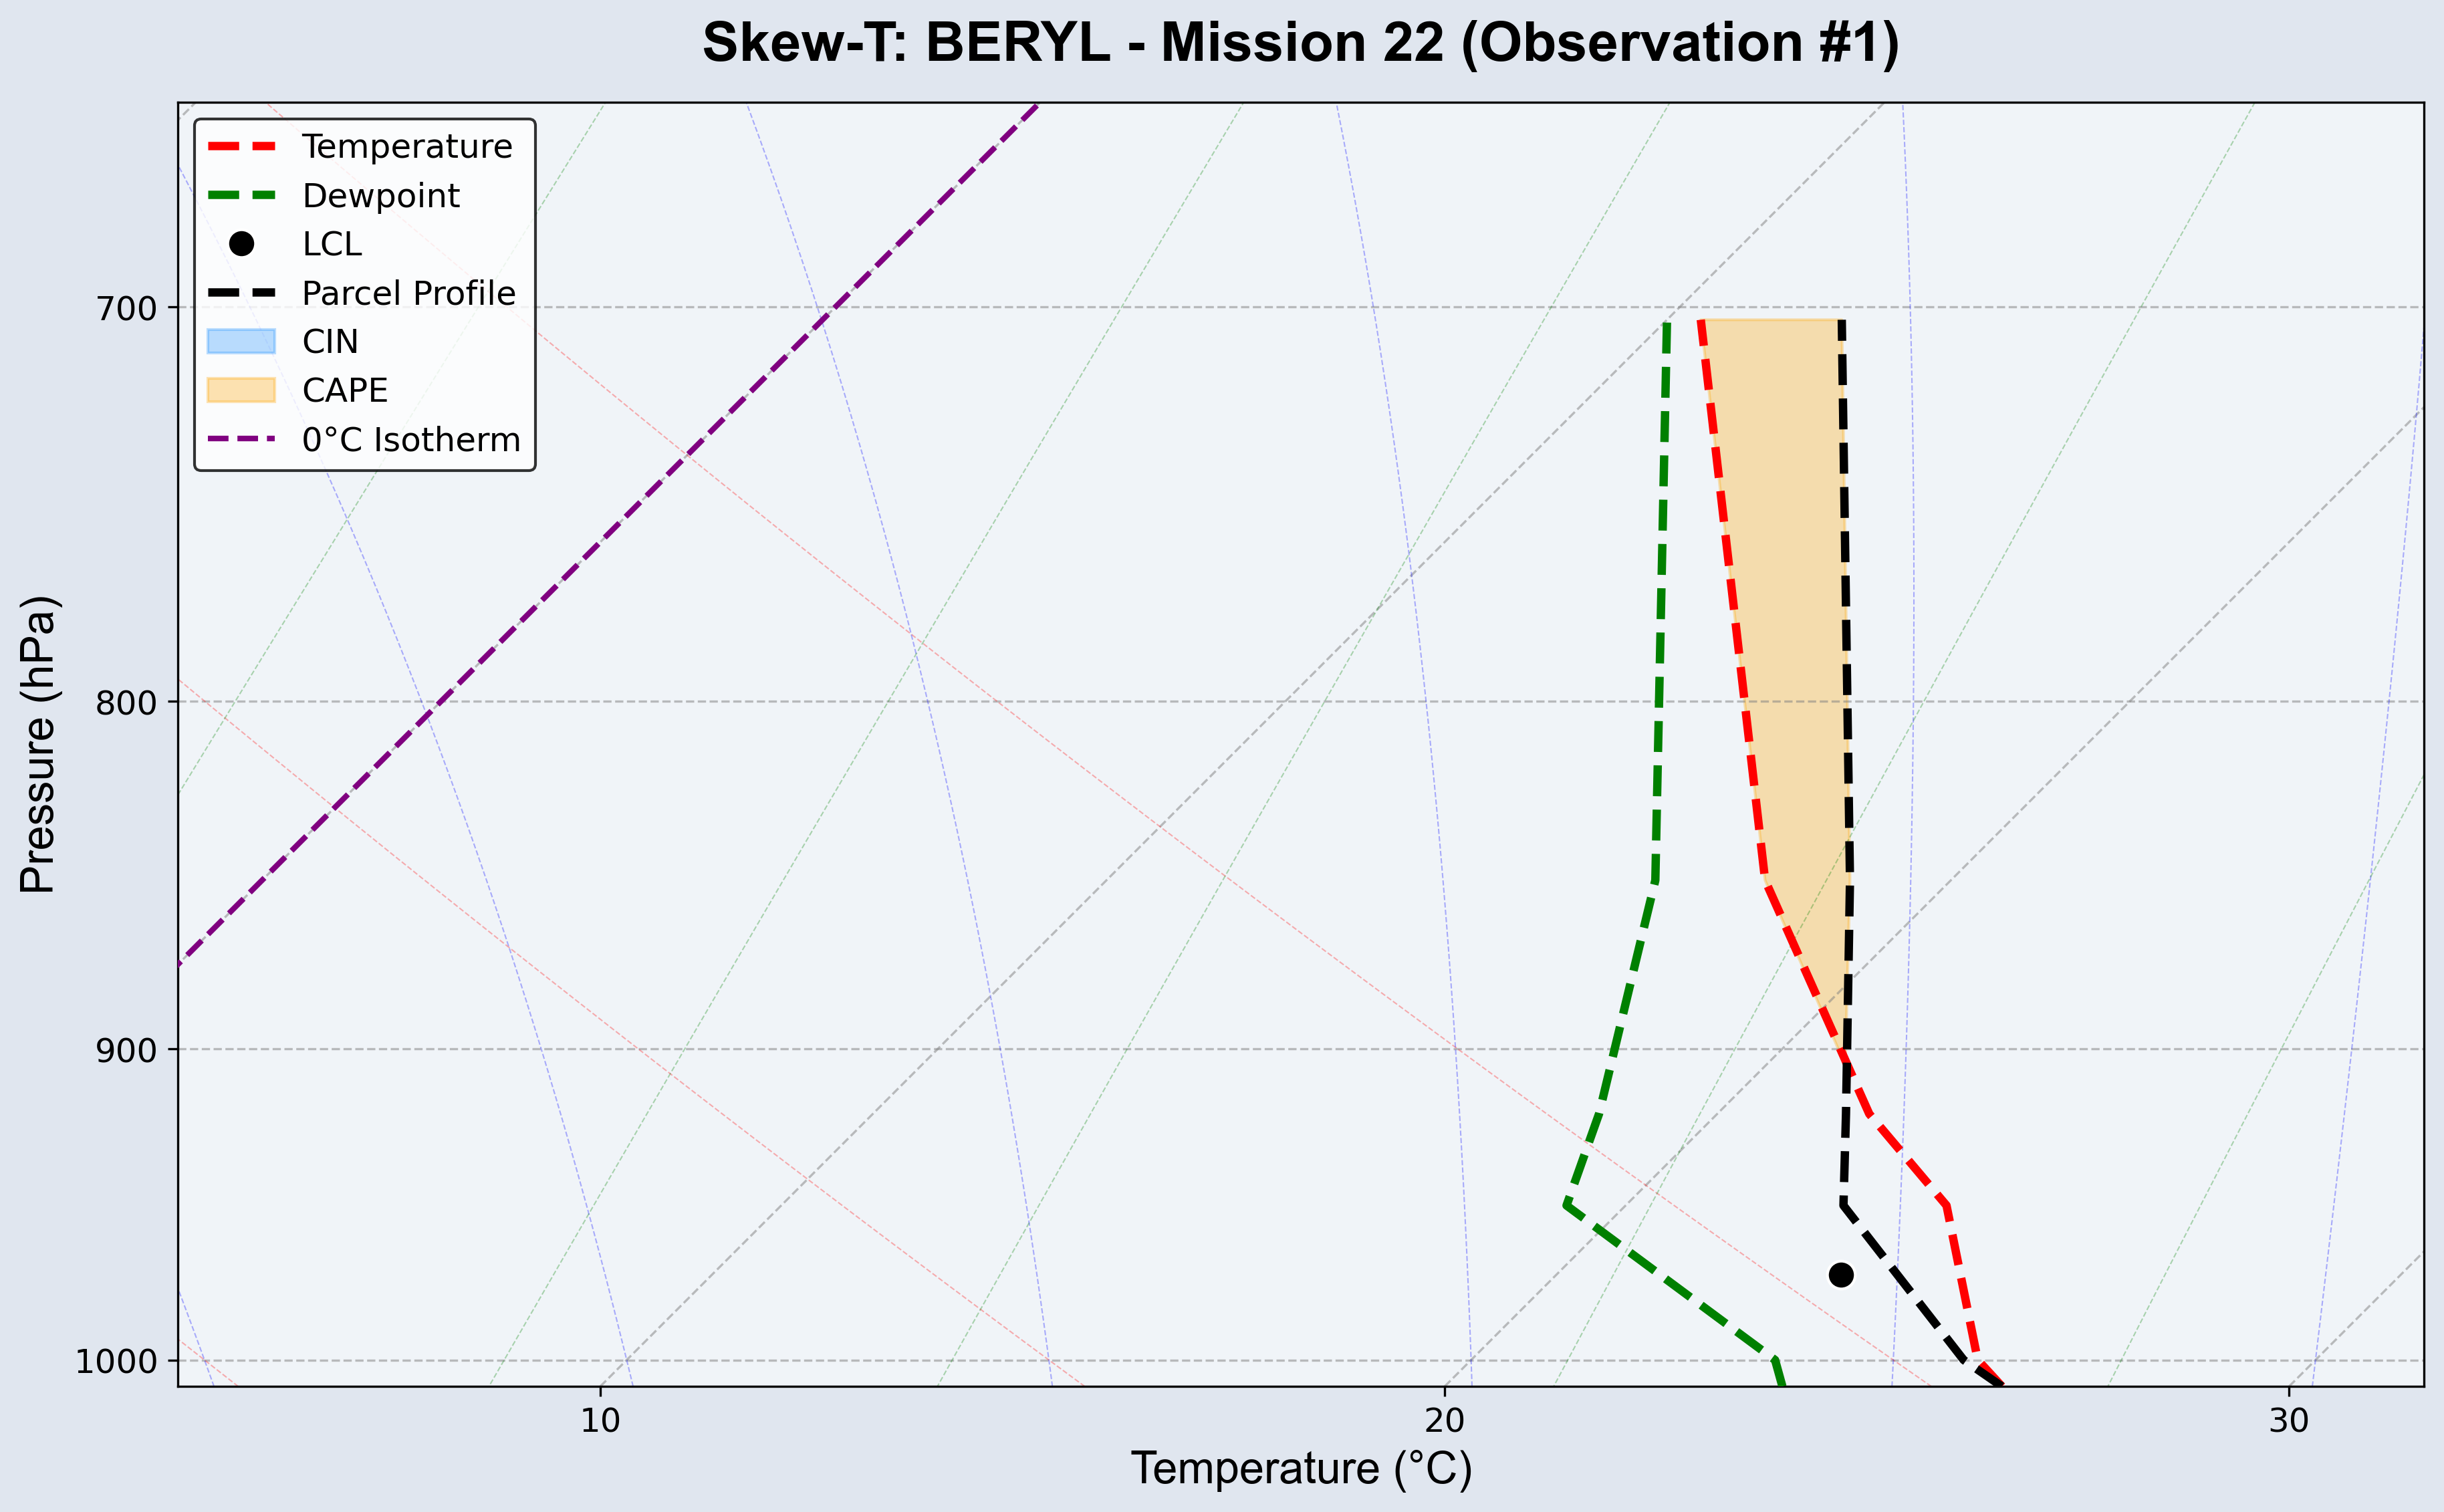 Skew-T: BERYL - Mission 22 (Observation #1)
Temperature
Dewpoint
LCL
Parcel Profile
CIN
CAPE
0°C Isotherm
Pressure (hPa)
700
800
900
1000
10
20
30
Temperature (°C)